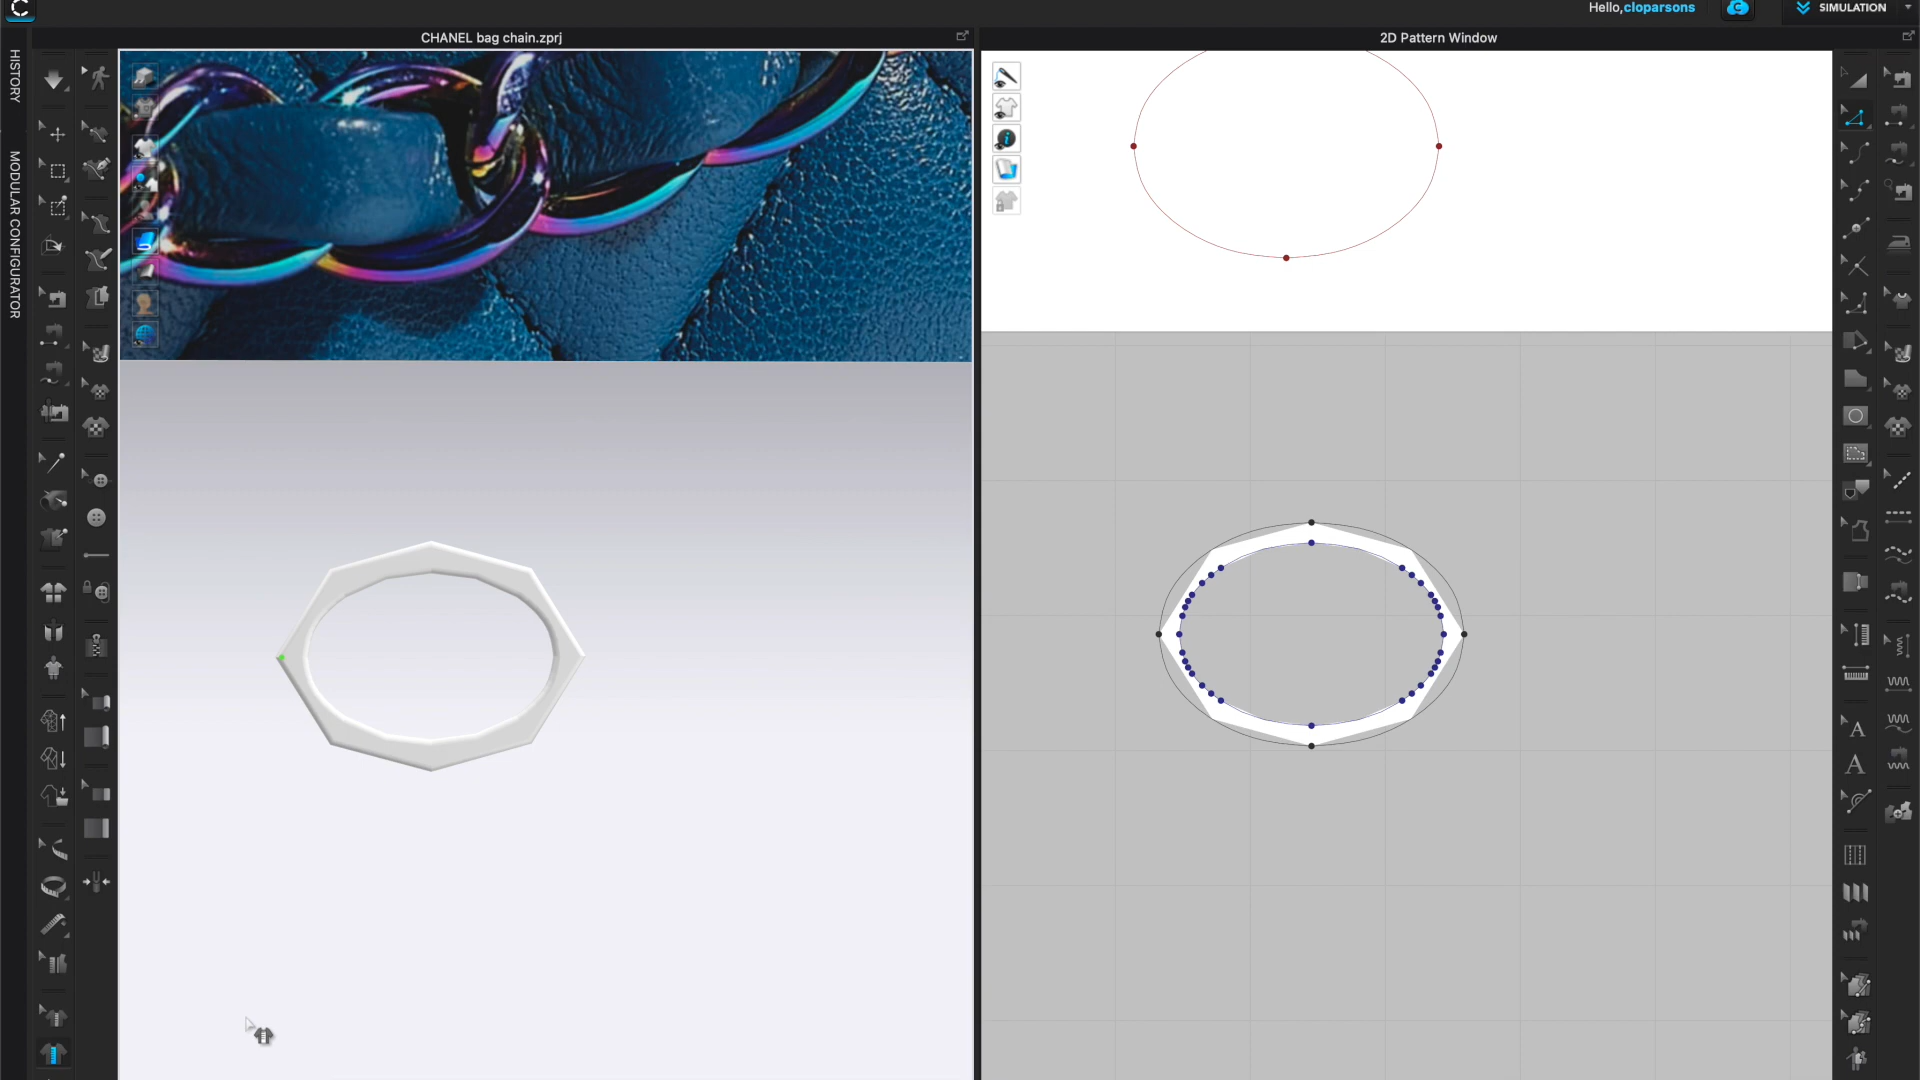 Hello,cloparsons
SIMULATION
CHANEL bag chain.zprj
2D Pattern Window
HISTORY
MODULAR CONFIGURATOR